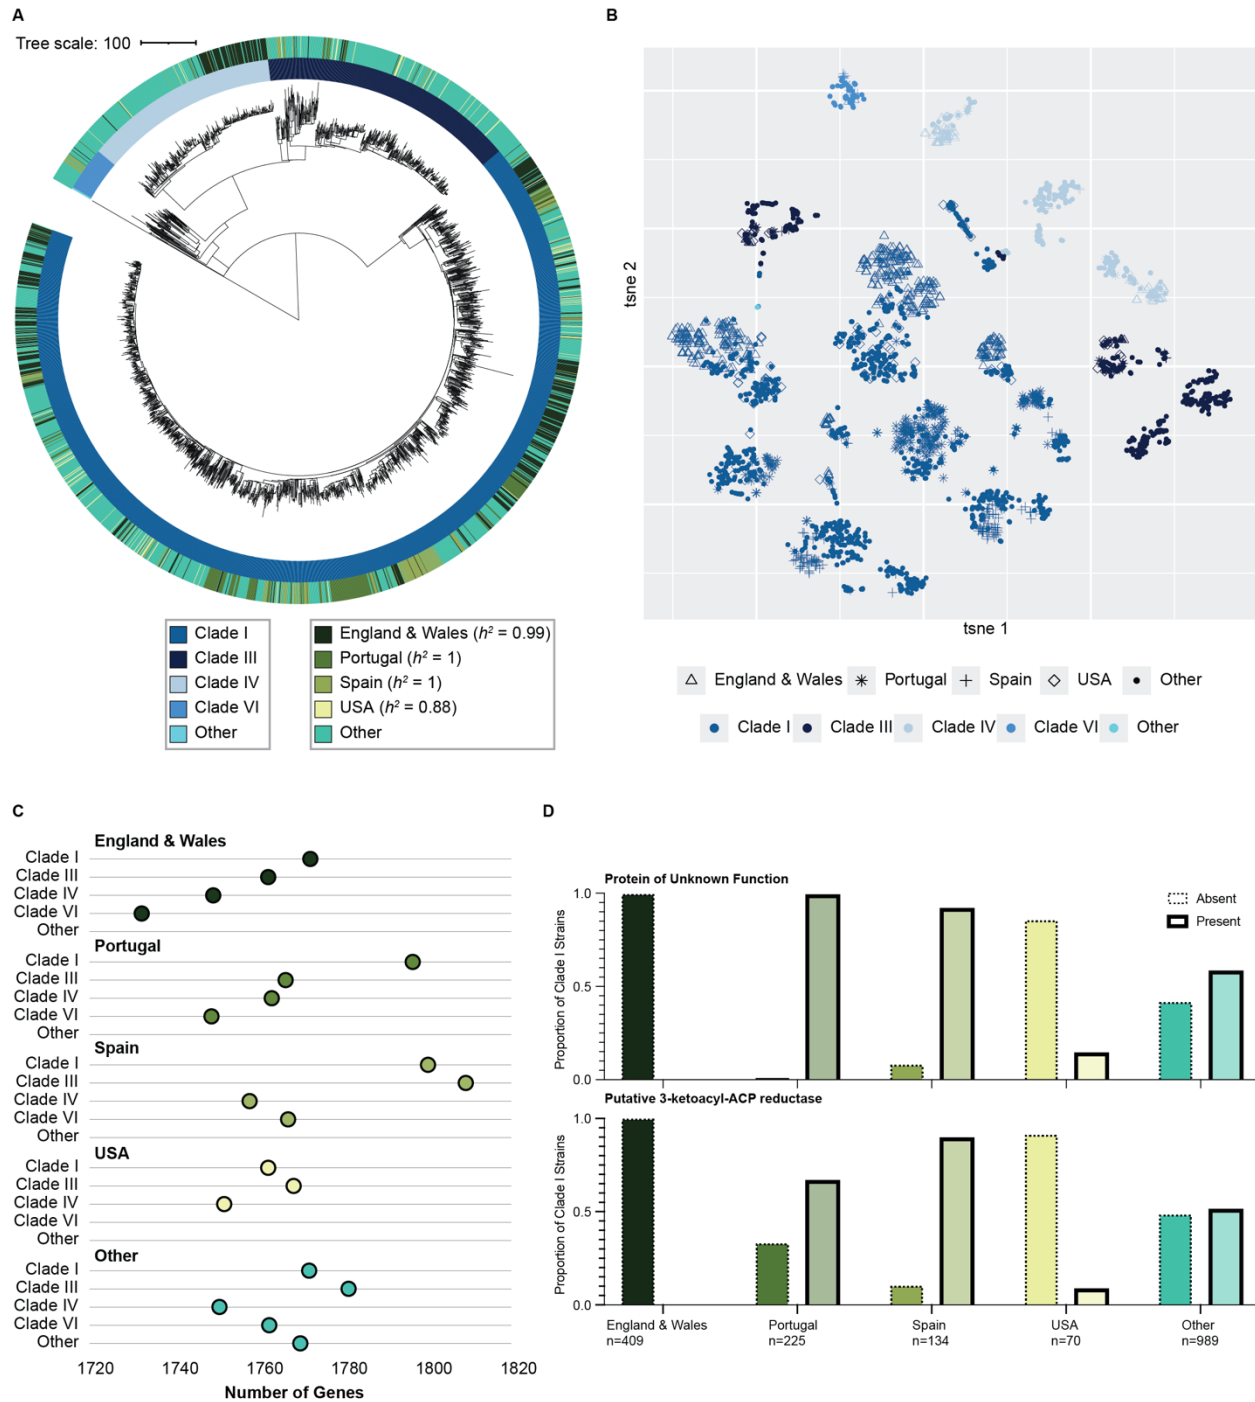 A
Tree scale: 100
Clade I
Clade III
Clade IV
Clade VI
Other
England & Wales (h² = 0.99)
Portugal (h² = 1)
Spain (h² = 1)
USA (h² = 0.88)
Other
B
tsne 2
tsne 1
England & Wales Portugal Spain USA Other
Clade I Clade III Clade IV Clade VI Other
C
England & Wales
Clade I
Clade III
Clade IV
Clade VI
Other
Portugal
Clade I
Clade III
Clade IV
Clade VI
Other
Spain
Clade I
Clade III
Clade IV
Clade VI
Other
USA
Clade I
Clade III
Clade IV
Clade VI
Other
Other
Clade I
Clade III
Clade IV
Clade VI
Other
1720 1740 1760 1780 1800 1820
Number of Genes
D
Protein of Unknown Function
Proportion of Clade I Strains
1.0
0.5
0.0
Absent
Present
Putative 3-ketoacyl-ACP reductase
Proportion of Clade I Strains
1.0
0.5
0.0
England & Wales Portugal Spain USA Other
n=409 n=225 n=134 n=70 n=989